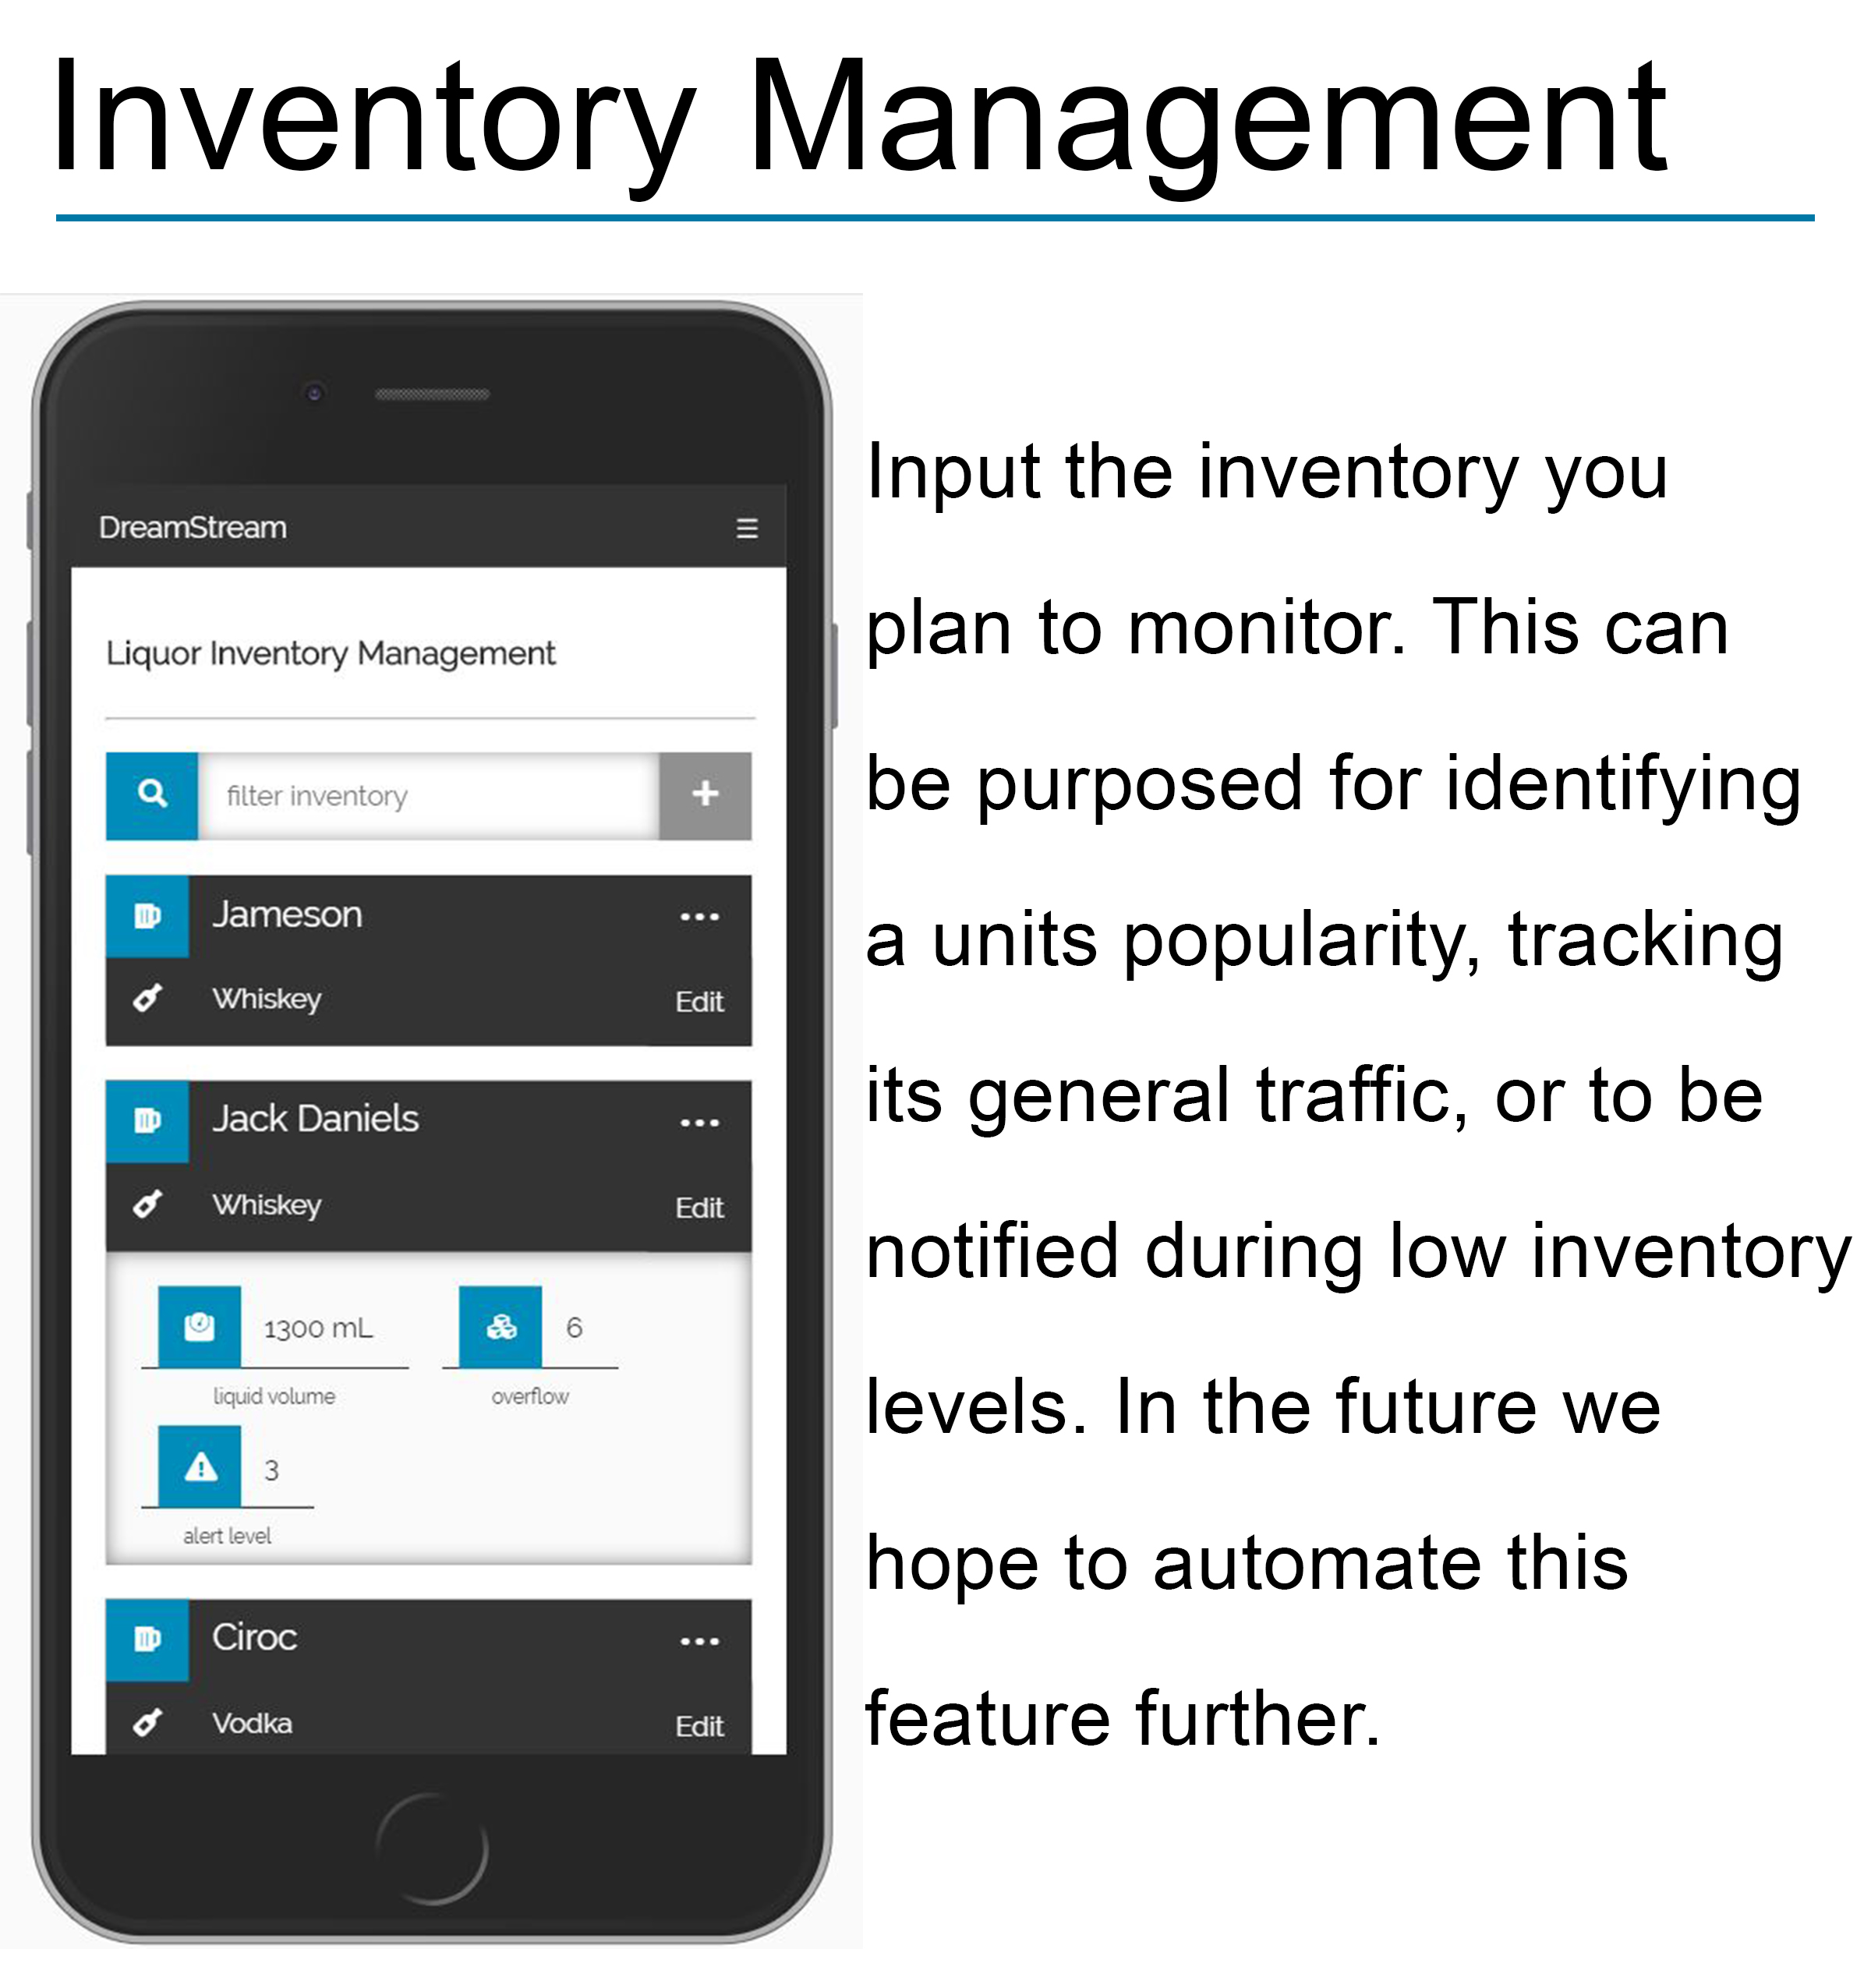 Inventory Management
DreamStream
Liquor Inventory Management
filter inventory
Jameson
Whiskey Edit
Jack Daniels
Whiskey Edit
1300 mL 6
liquid volume overflow
3
alert level
Ciroc
Vodka Edit
Input the inventory you
plan to monitor. This can
be purposed for identifying
a units popularity, tracking
its general traffic, or to be
notified during low inventory
levels. In the future we
hope to automate this
feature further.